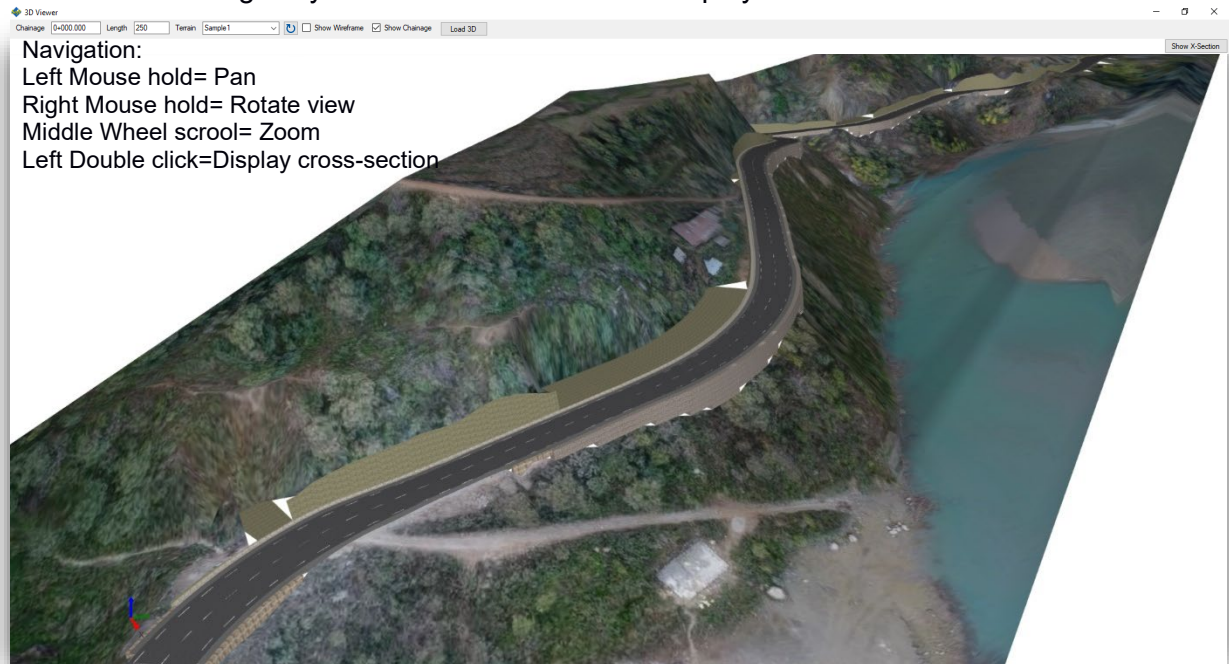 3D Viewer
Chainage 0+000.000 Length 250 Terrain Sample1 Show Wireframe Show Chainage Load 3D
Show X-Section
Navigation:
Left Mouse hold= Pan
Right Mouse hold= Rotate view
Middle Wheel scrool= Zoom
Left Double click=Display cross-section